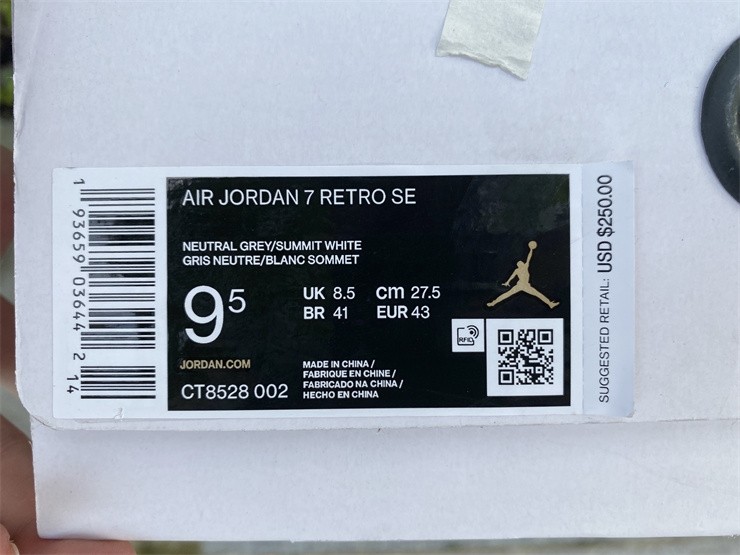 AIR JORDAN 7 RETRO SE
NEUTRAL GREY/SUMMIT WHITE
GRIS NEUTRE/BLANC SOMMET
9 5
UK 8.5 cm 27.5
BR 41 EUR 43
RFID
JORDAN.COM
CT8528 002
MADE IN CHINA /
FABRIQUE EN CHINE /
FABRICADO NA CHINA /
HECHO EN CHINA
1 93659 03644 2 14
SUGGESTED RETAIL: USD $250.00